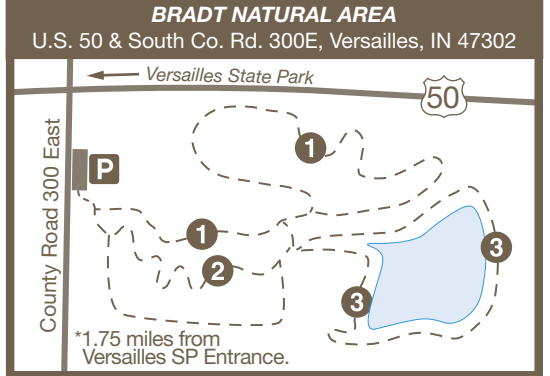 BRADT NATURAL AREA
U.S. 50 & South Co. Rd. 300E, Versailles, IN 47302
Versailles State Park
50
1
P
County Road 300 East
1
2
3
3
*1.75 miles from
Versailles SP Entrance.